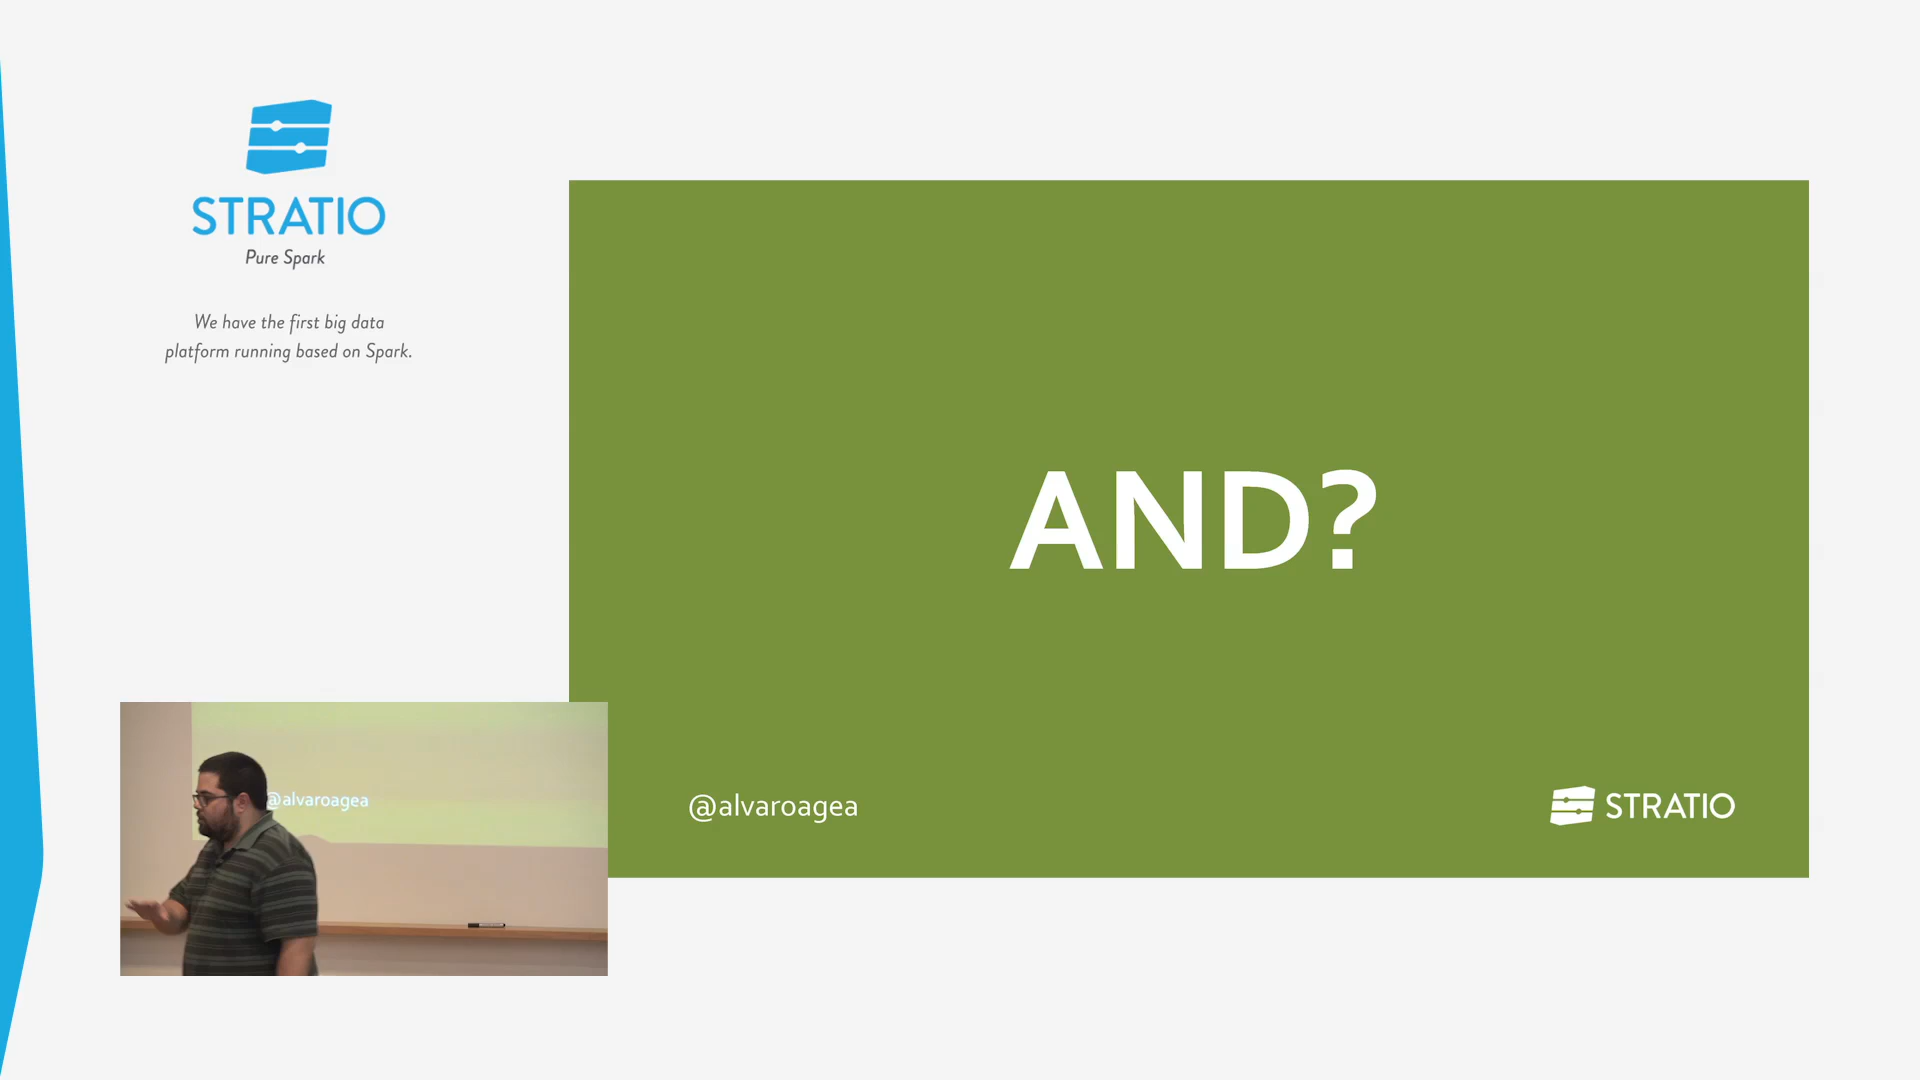 STRATIO
Pure Spark
We have the first big data
platform running based on Spark.
AND?
@alvaroagea
@alvaroagea
STRATIO